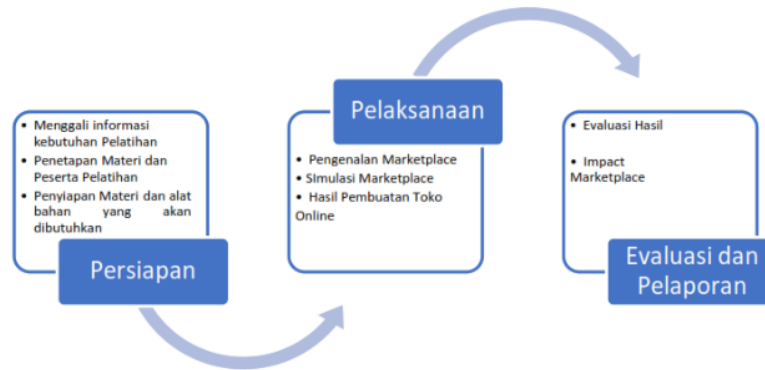 • Menggali informasi
kebutuhan Pelatihan
• Penetapan Materi dan
Peserta Pelatihan
• Penyiapan Materi dan alat
bahan yang akan
dibutuhkan
Persiapan
Pelaksanaan
• Pengenalan Marketplace
• SImulasi Marketplace
• Hasil Pembuatan Toko
Online
• Evaluasi Hasil
• Impact
Marketplace
Evaluasi dan
Pelaporan